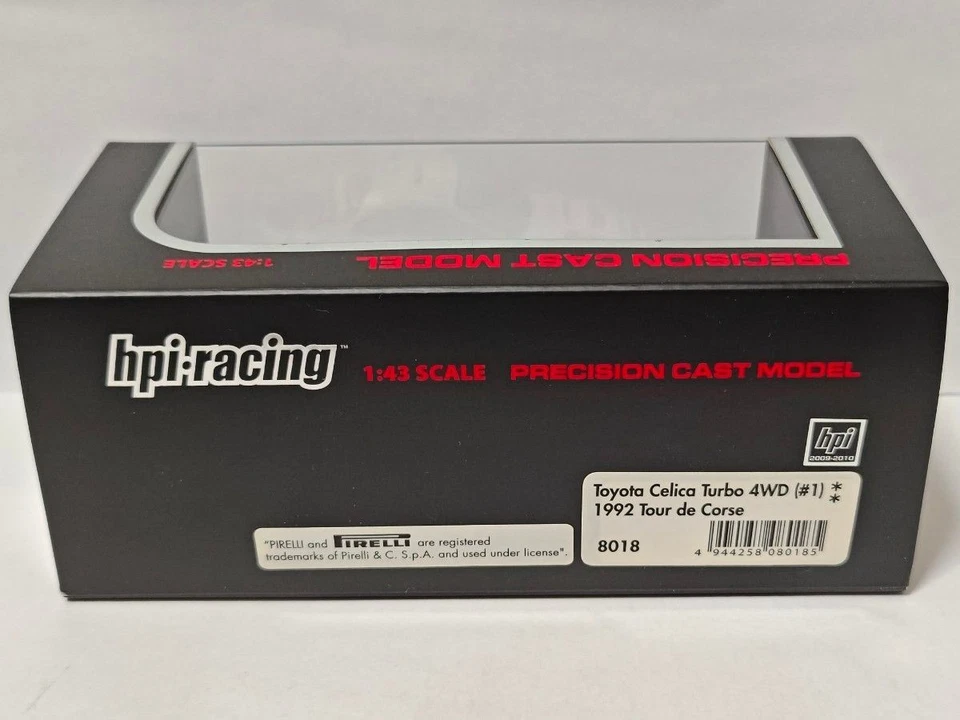 1:43 SCALE PRECISION CAST MODEL
hpi·racing™ 1:43 SCALE PRECISION CAST MODEL
hpi
2009-2010
Toyota Celica Turbo 4WD (#1) **
1992 Tour de Corse
8018
4 944258 080185
"PIRELLI and PIRELLI are registered
trademarks of Pirelli & C. S.p.A. and used under license".